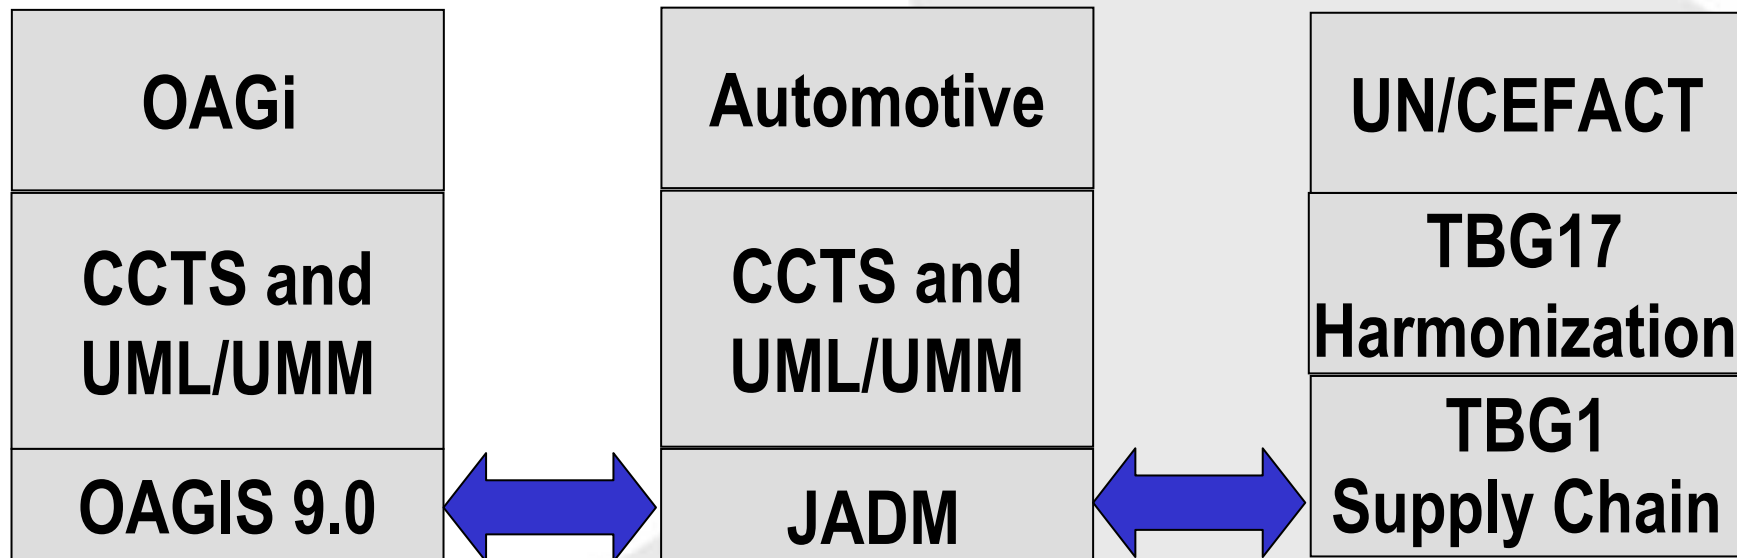 OAGi
CCTS and
UML/UMM
OAGIS 9.0
Automotive
CCTS and
UML/UMM
JADM
UN/CEFACT
TBG17
Harmonization
TBG1
Supply Chain